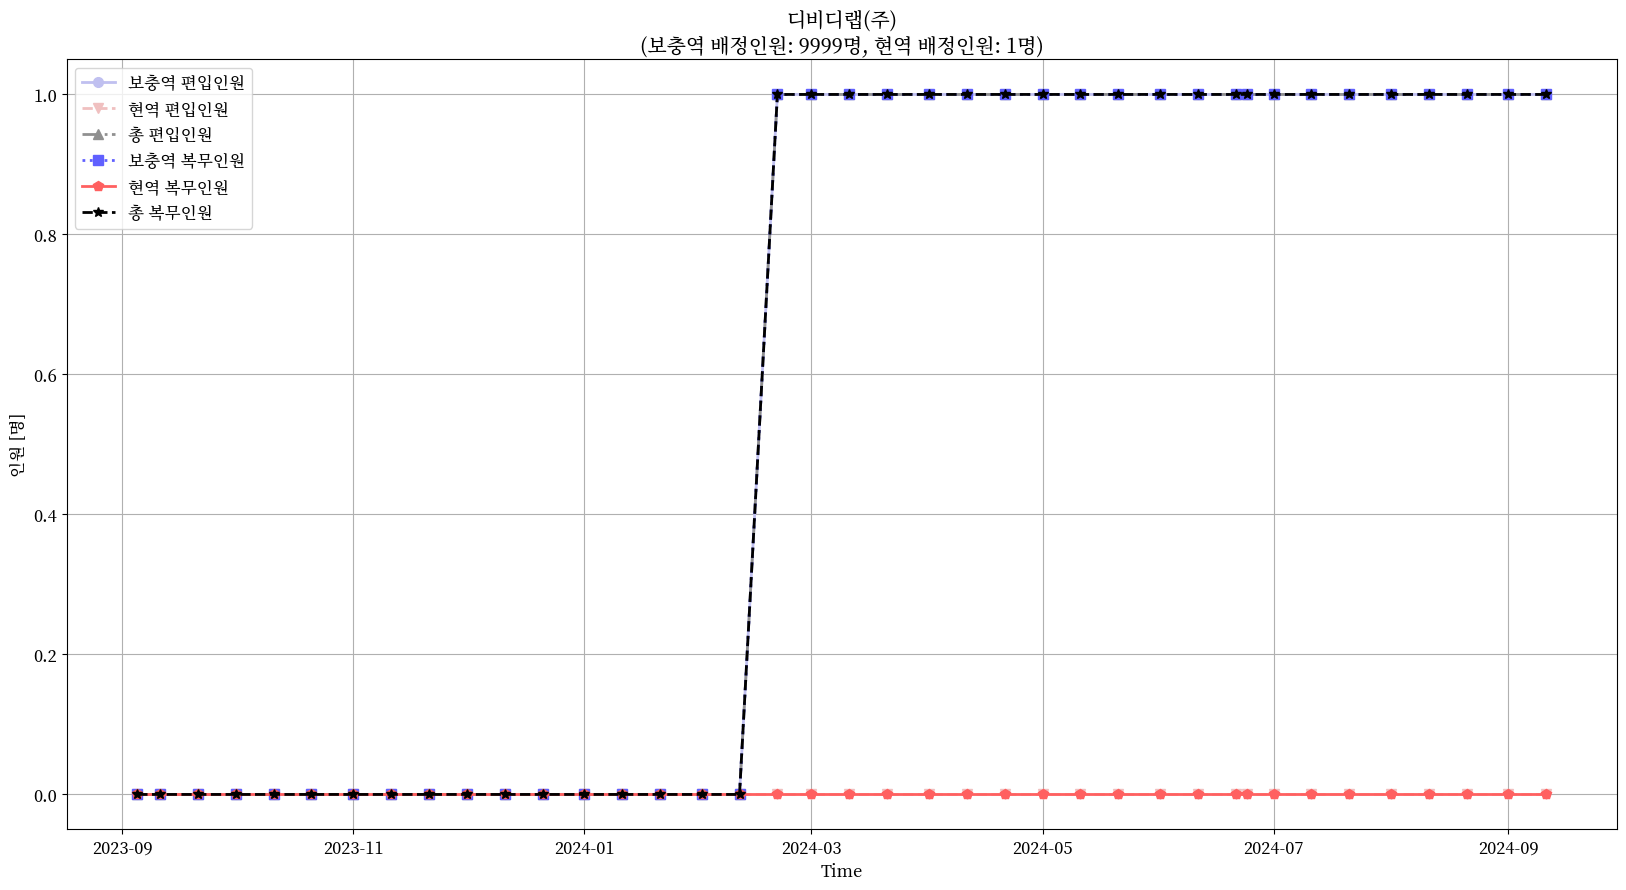 디비디랩(주)
(보충역 배정인원: 9999명, 현역 배정인원: 1명)
보충역 편입인원
현역 편입인원
총 편입인원
보충역 복무인원
현역 복무인원
총 복무인원
1.0
0.8
0.6
0.4
0.2
0.0
인원 [명]
2023-09
2023-11
2024-01
2024-03
2024-05
2024-07
2024-09
Time